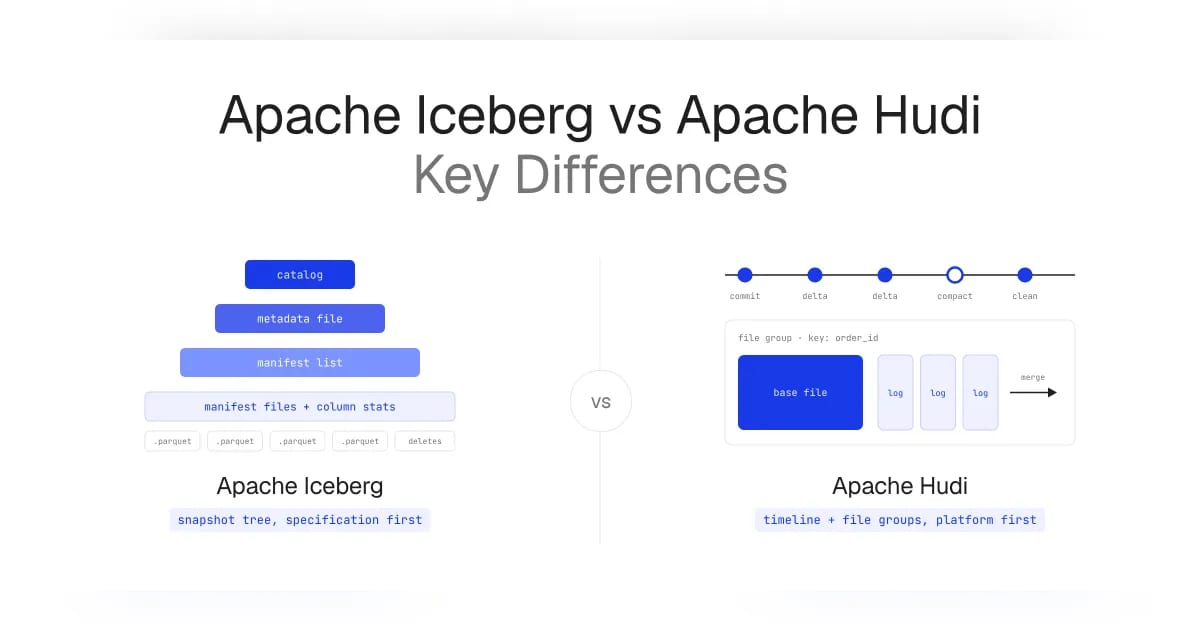 Apache Iceberg vs Apache Hudi
Key Differences
catalog
metadata file
manifest list
manifest files + column stats
.parquet
.parquet
.parquet
.parquet
deletes
Apache Iceberg
snapshot tree, specification first
vs
commit
delta
delta
compact
clean
file group · key: order_id
base file
log
log
log
merge
Apache Hudi
timeline + file groups, platform first